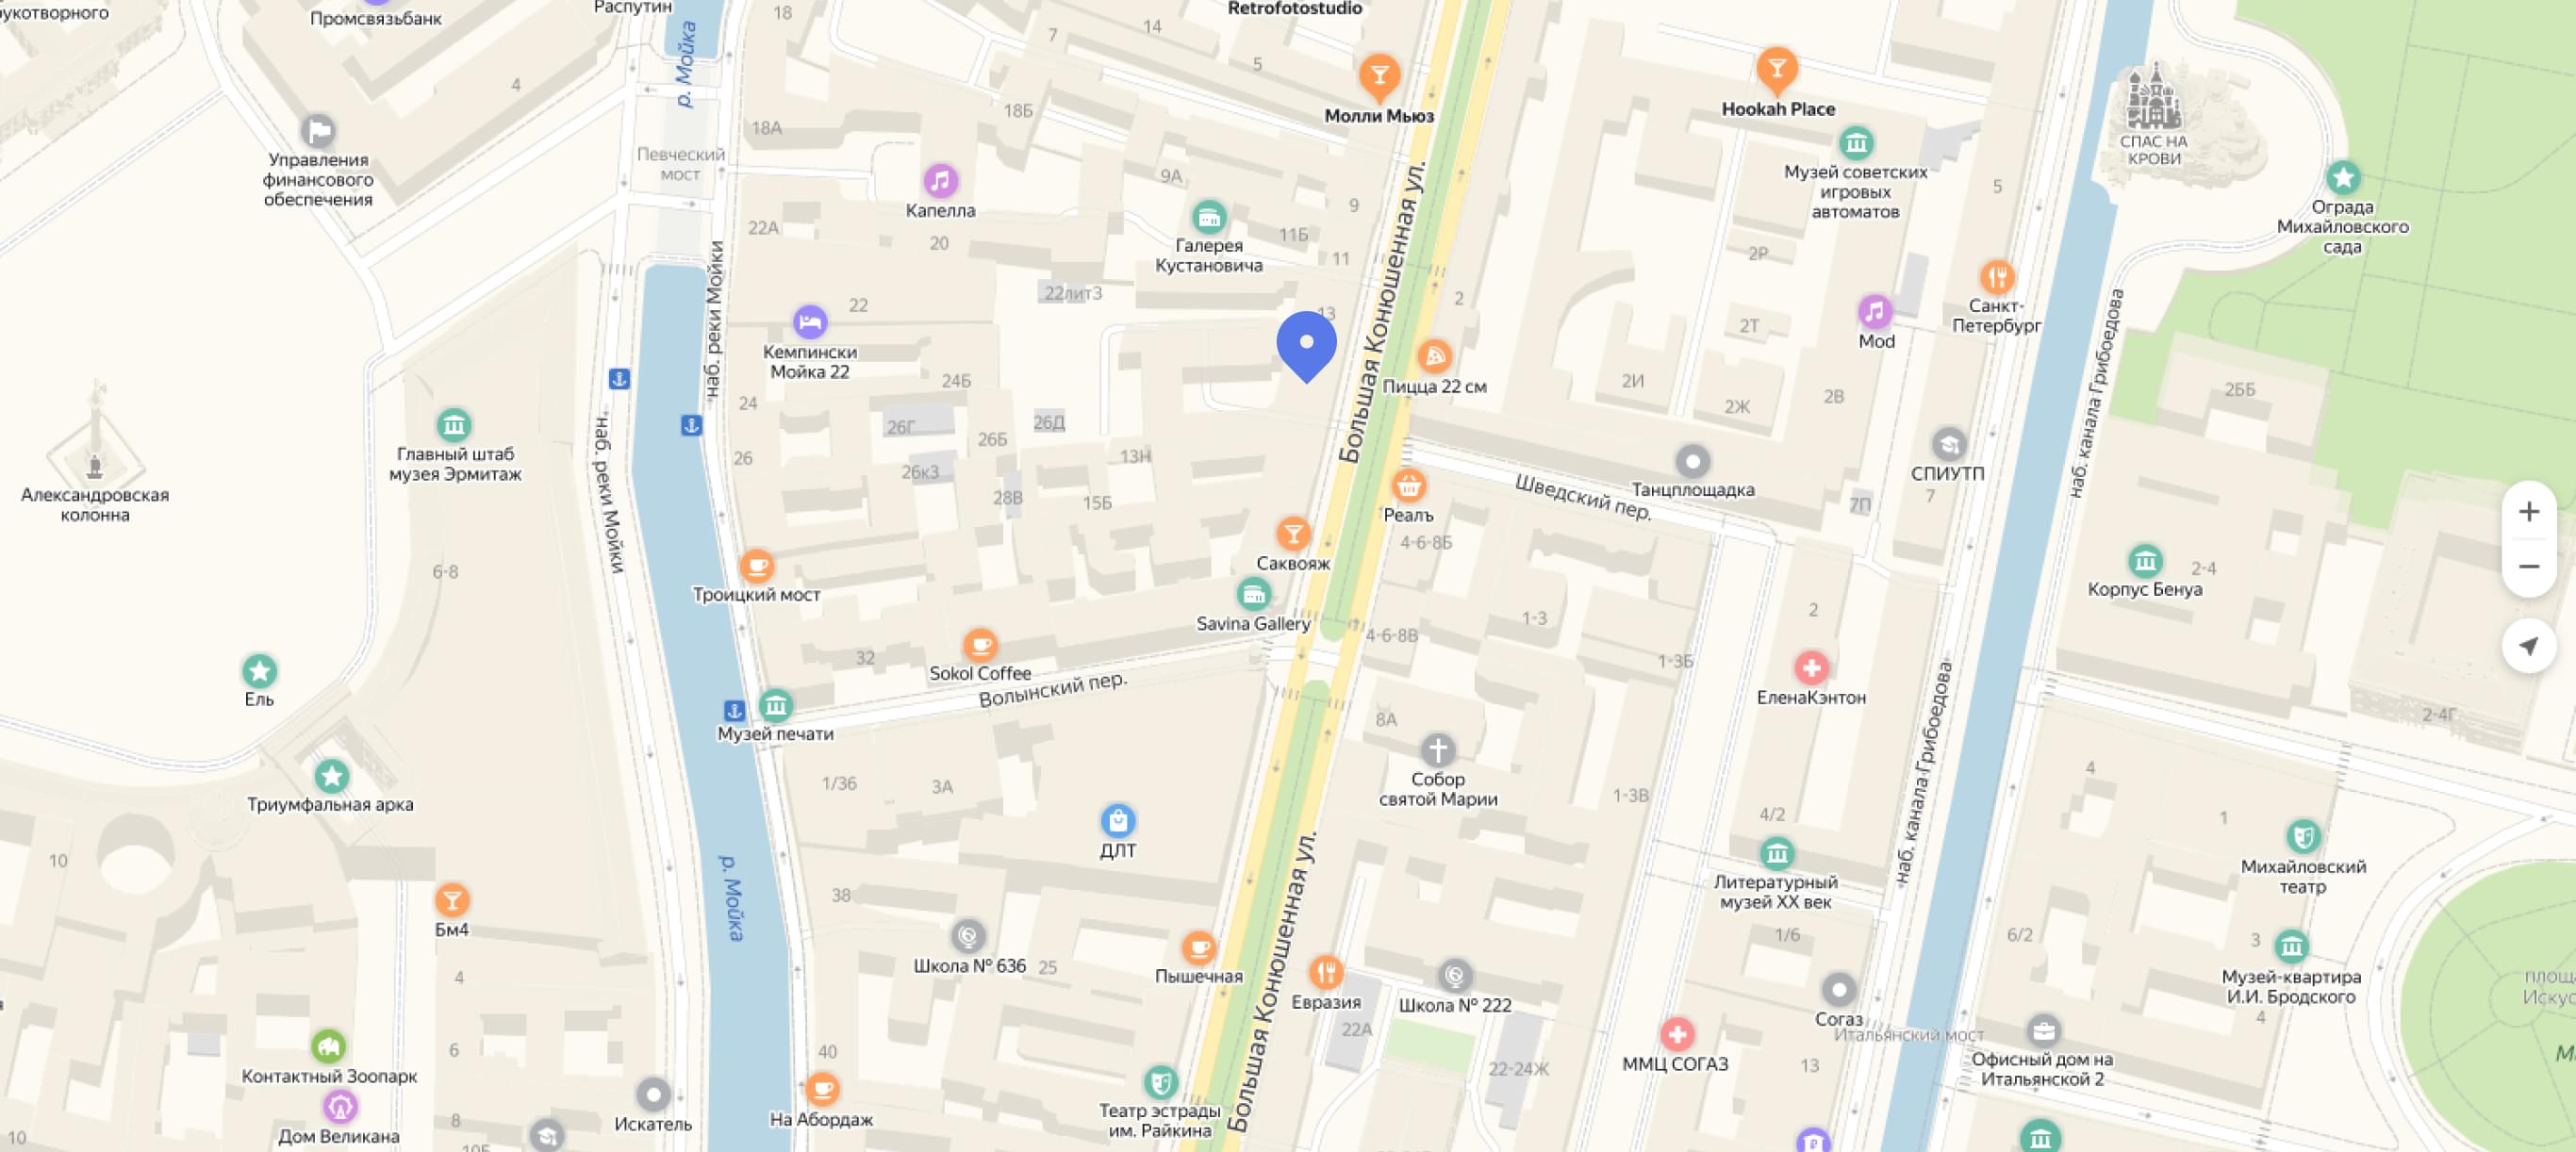 рукотворного
Промсвязьбанк
Распутин
р. Мойка
18
7
14
Retrofotostudio
5
Молли Мьюз
Hookah Place
4
18Б
18А
Управления
финансового
обеспечения
Певческий
мост
Капелла
9А
9
22А
20
11Б
11
Галерея
Кустановича
Музей советских
игровых
автоматов
5
СПАС НА
КРОВИ
Ограда
Михайловского
сада
2Р
22лит3
22
13
2
2Т
Mod
Санкт-
Петербург
Кемпински
Мойка 22
наб. реки Мойки
Большая Конюшенная ул.
Пицца 22 см
наб. канала Грибоедова
24Б
24
2И
2Ж
2В
2ББ
Главный штаб
музея Эрмитаж
26Г
26Б
26Д
26
26к3
13Н
28В
15Б
Александровская
колонна
наб. реки Мойки
Шведский пер.
Танцплощадка
СПИУТП
7
7П
Реалъ
4-6-8Б
Саквояж
6-8
Троицкий мост
Savina Gallery
4-6-8В
1-3
2
Корпус Бенуа
2-4
32
Sokol Coffee
Волынский пер.
1-3Б
ЕленаКэнтон
наб. канала Грибоедова
Ель
Музей печати
8А
2-4Г
Триумфальная арка
1/36
3А
Собор
святой Марии
1-3В
4/2
4
1
ДЛТ
Большая Конюшенная ул.
Михайловский
театр
10
р. Мойка
38
Литературный
музей XX век
Бм4
1/6
6/2
3
Школа № 636
25
Пышечная
Евразия
Школа № 222
Музей-квартира
И.И. Бродского
4
4
22А
Согаз
Итальянский мост
Контактный Зоопарк
6
40
22-24Ж
ММЦ СОГАЗ
13
Офисный дом на
Итальянской 2
Дом Великана
8
Искатель
На Абордаж
Театр эстрады
им. Райкина
10